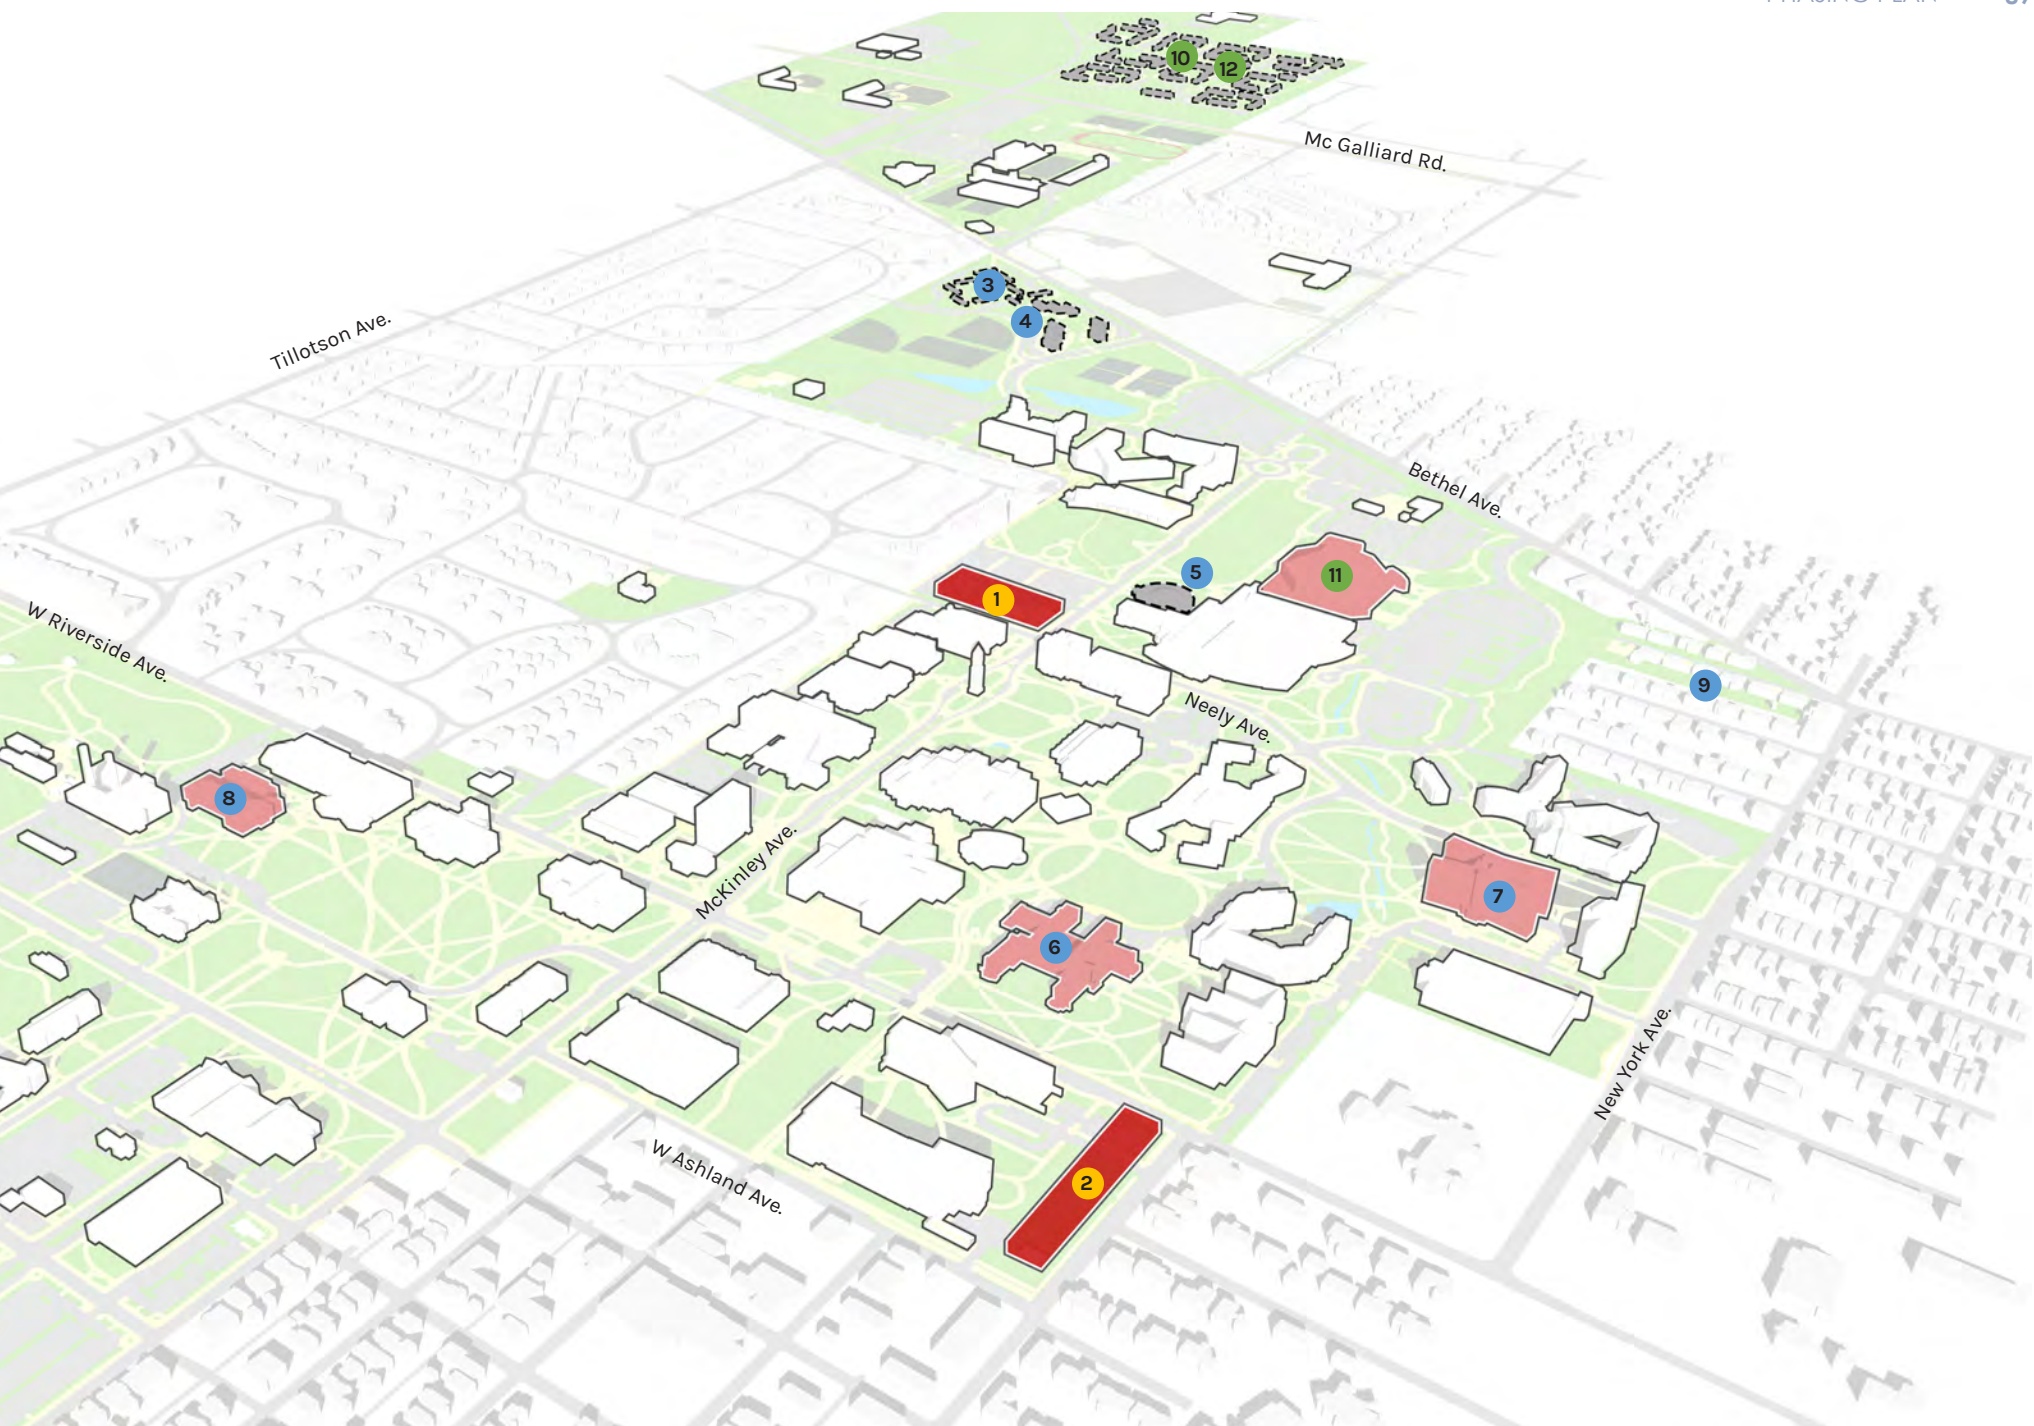 10
12
Mc Galliard Rd.
3
4
Tillotson Ave.
Bethel Ave.
5
11
1
W Riverside Ave.
9
Neely Ave.
8
McKinley Ave.
7
6
New York Ave.
W Ashland Ave.
2